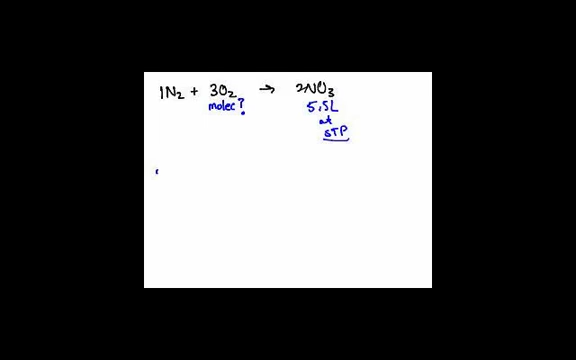 1N₂ + 3O₂ → 2NO₃
molec? 5.5L
at
STP